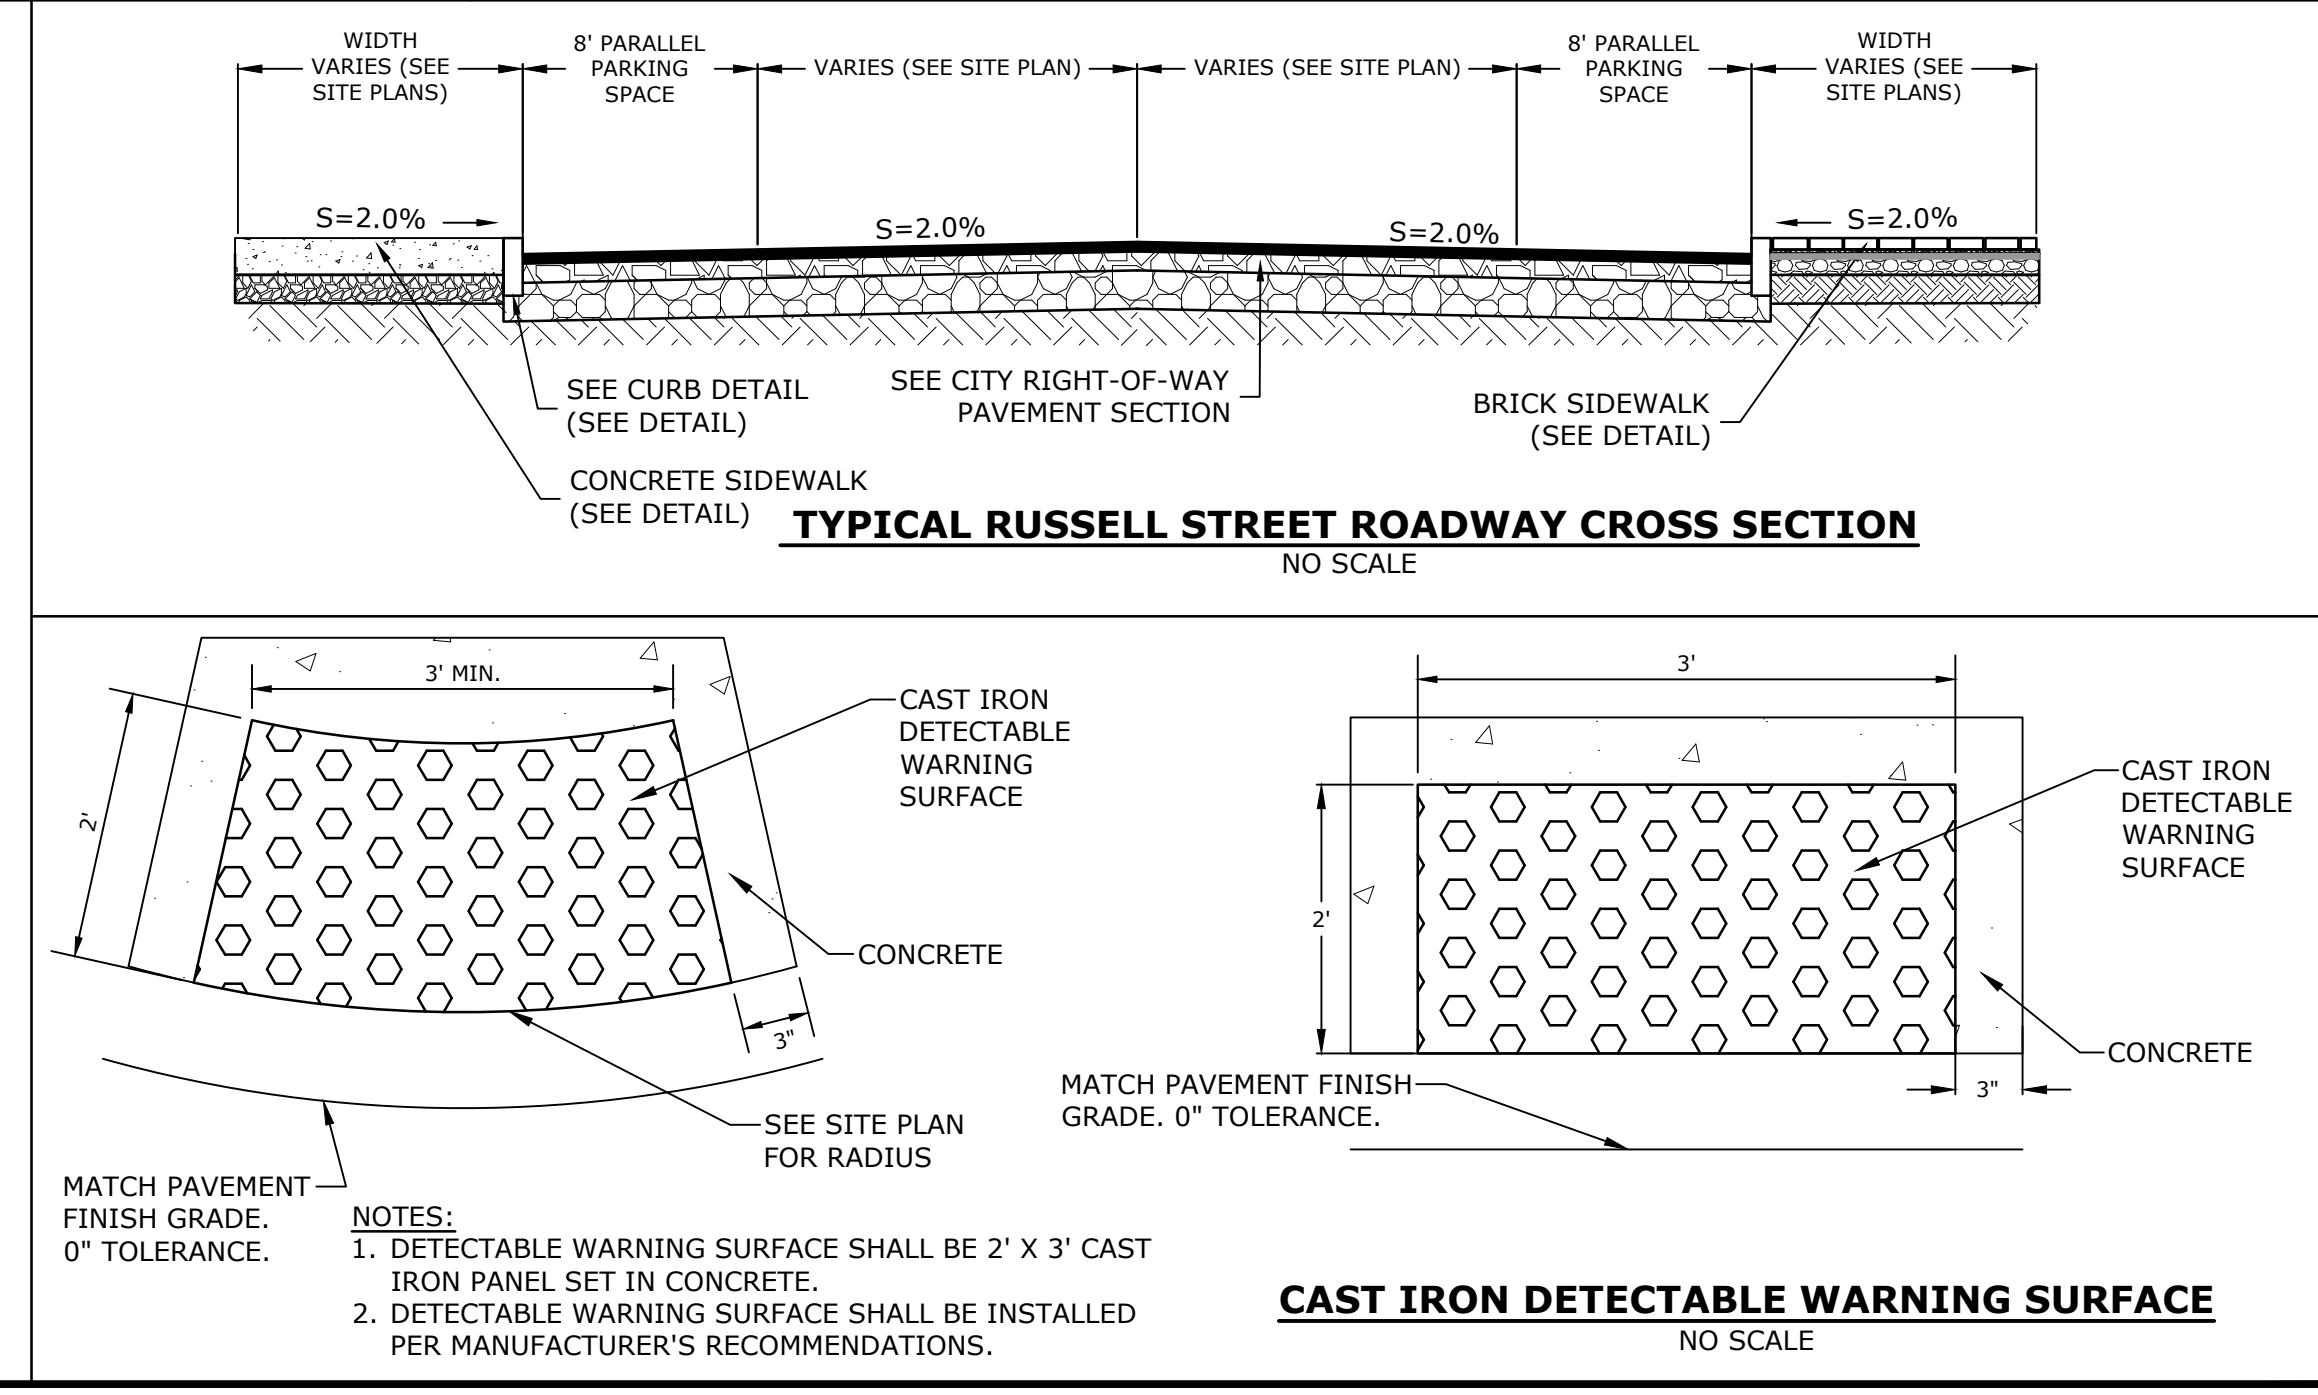 WIDTH
VARIES (SEE
SITE PLANS)
8' PARALLEL
PARKING
SPACE
VARIES (SEE SITE PLAN)
VARIES (SEE SITE PLAN)
8' PARALLEL
PARKING
SPACE
WIDTH
VARIES (SEE
SITE PLANS)
S=2.0%
S=2.0%
S=2.0%
S=2.0%
SEE CURB DETAIL
(SEE DETAIL)
SEE CITY RIGHT-OF-WAY
PAVEMENT SECTION
BRICK SIDEWALK
(SEE DETAIL)
CONCRETE SIDEWALK
(SEE DETAIL)
TYPICAL RUSSELL STREET ROADWAY CROSS SECTION
NO SCALE
3' MIN.
2'
CAST IRON
DETECTABLE
WARNING
SURFACE
CONCRETE
3"
SEE SITE PLAN
FOR RADIUS
MATCH PAVEMENT
FINISH GRADE.
0" TOLERANCE.
3'
2'
CAST IRON
DETECTABLE
WARNING
SURFACE
CONCRETE
3"
MATCH PAVEMENT FINISH
GRADE. 0" TOLERANCE.
NOTES:
1. DETECTABLE WARNING SURFACE SHALL BE 2' X 3' CAST
IRON PANEL SET IN CONCRETE.
2. DETECTABLE WARNING SURFACE SHALL BE INSTALLED
PER MANUFACTURER'S RECOMMENDATIONS.
CAST IRON DETECTABLE WARNING SURFACE
NO SCALE